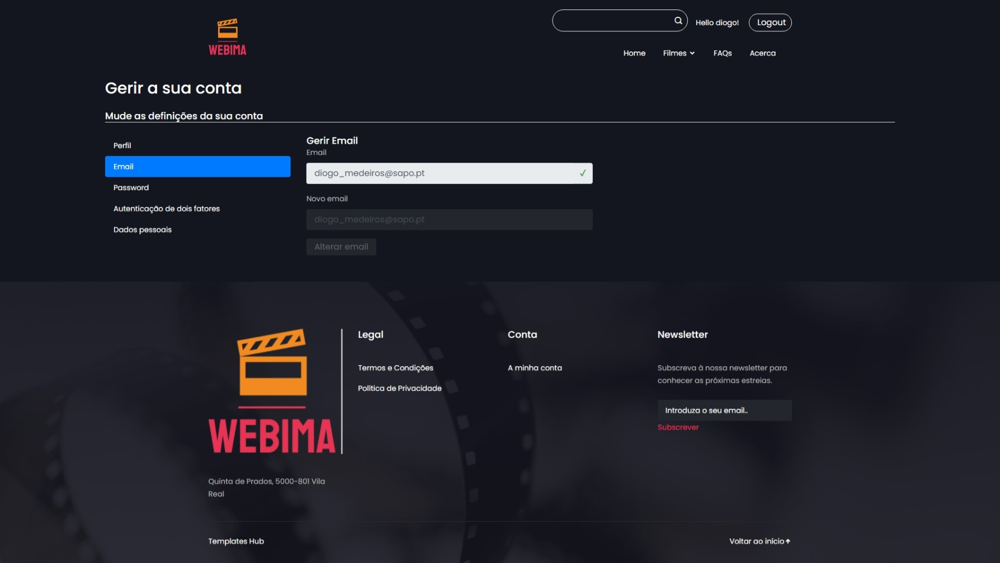 WEBIMA
Hello diogo!
Logout
Home
Filmes
FAQs
Acerca
Gerir a sua conta
Mude as definições da sua conta
Perfil
Email
Password
Autenticação de dois fatores
Dados pessoais
Gerir Email
Email
diogo_medeiros@sapo.pt
Novo email
diogo_medeiros@sapo.pt
Alterar email
WEBIMA
Quinta de Prados, 5000-801 Vila
Real
Legal
Termos e Condições
Política de Privacidade
Conta
A minha conta
Newsletter
Subscreva à nossa newsletter para
conhecer as próximas estreias.
Introduza o seu email..
Subscrever
Templates Hub
Voltar ao início